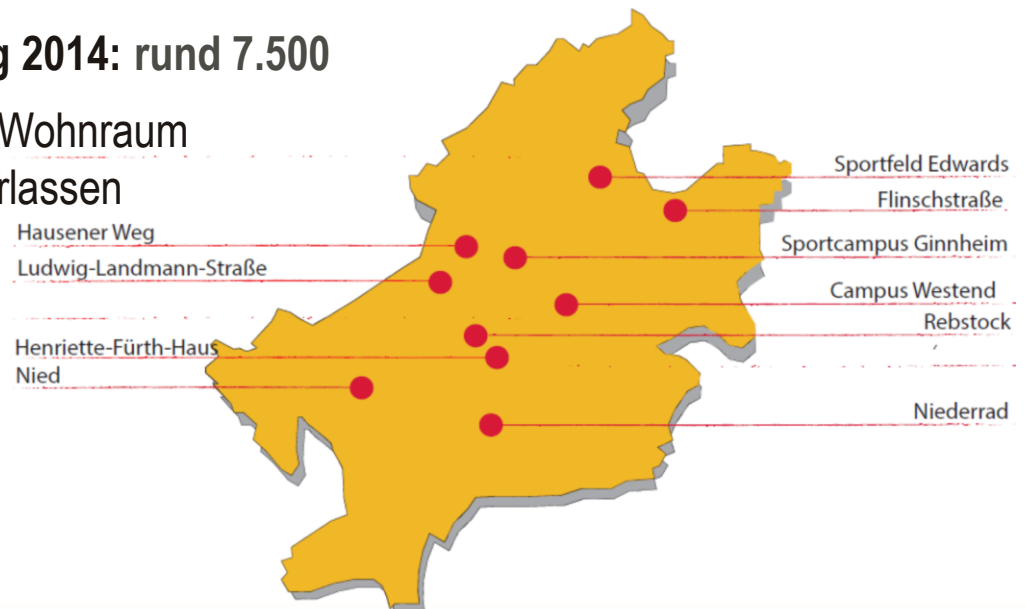 g 2014: rund 7.500
Wohnraum
rlassen
Hausener Weg
Ludwig-Landmann-Straße
Henriette-Fürth-Haus
Nied
Sportfeld Edwards
Flinschstraße
Sportcampus Ginnheim
Campus Westend
Rebstock
Niederrad